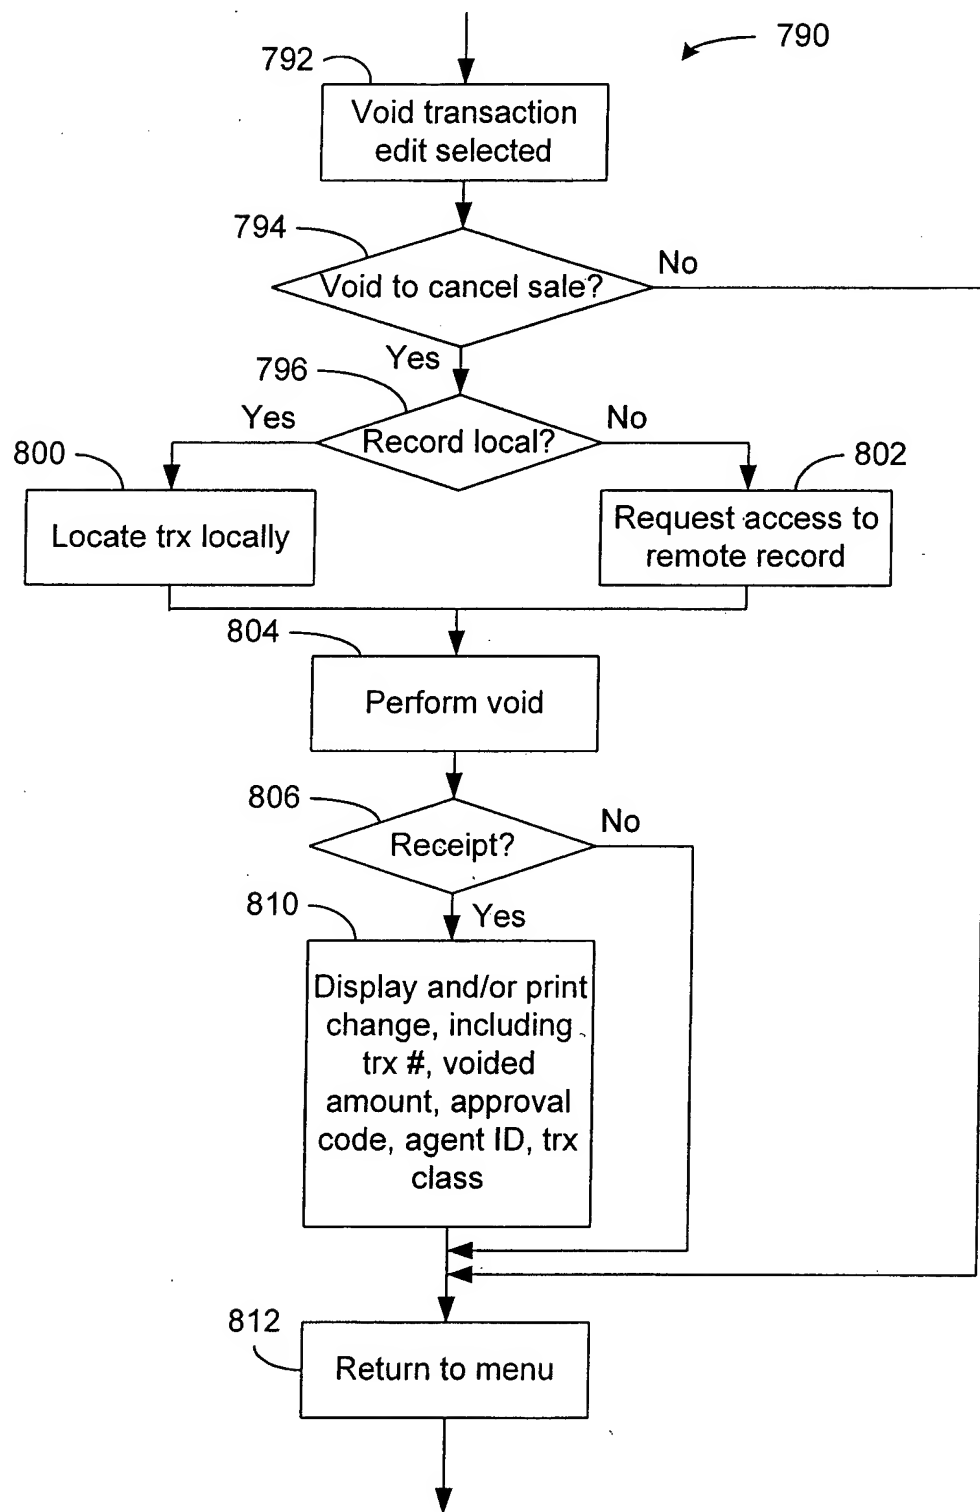 790
792
Void transaction
edit selected
794
Void to cancel sale?
No
Yes
796
Yes
Record local?
No
800
802
Locate trx locally
Request access to
remote record
804
Perform void
806
Receipt?
No
810
Yes
Display and/or print
change, including
trx #, voided
amount, approval
code, agent ID, trx
class
812
Return to menu